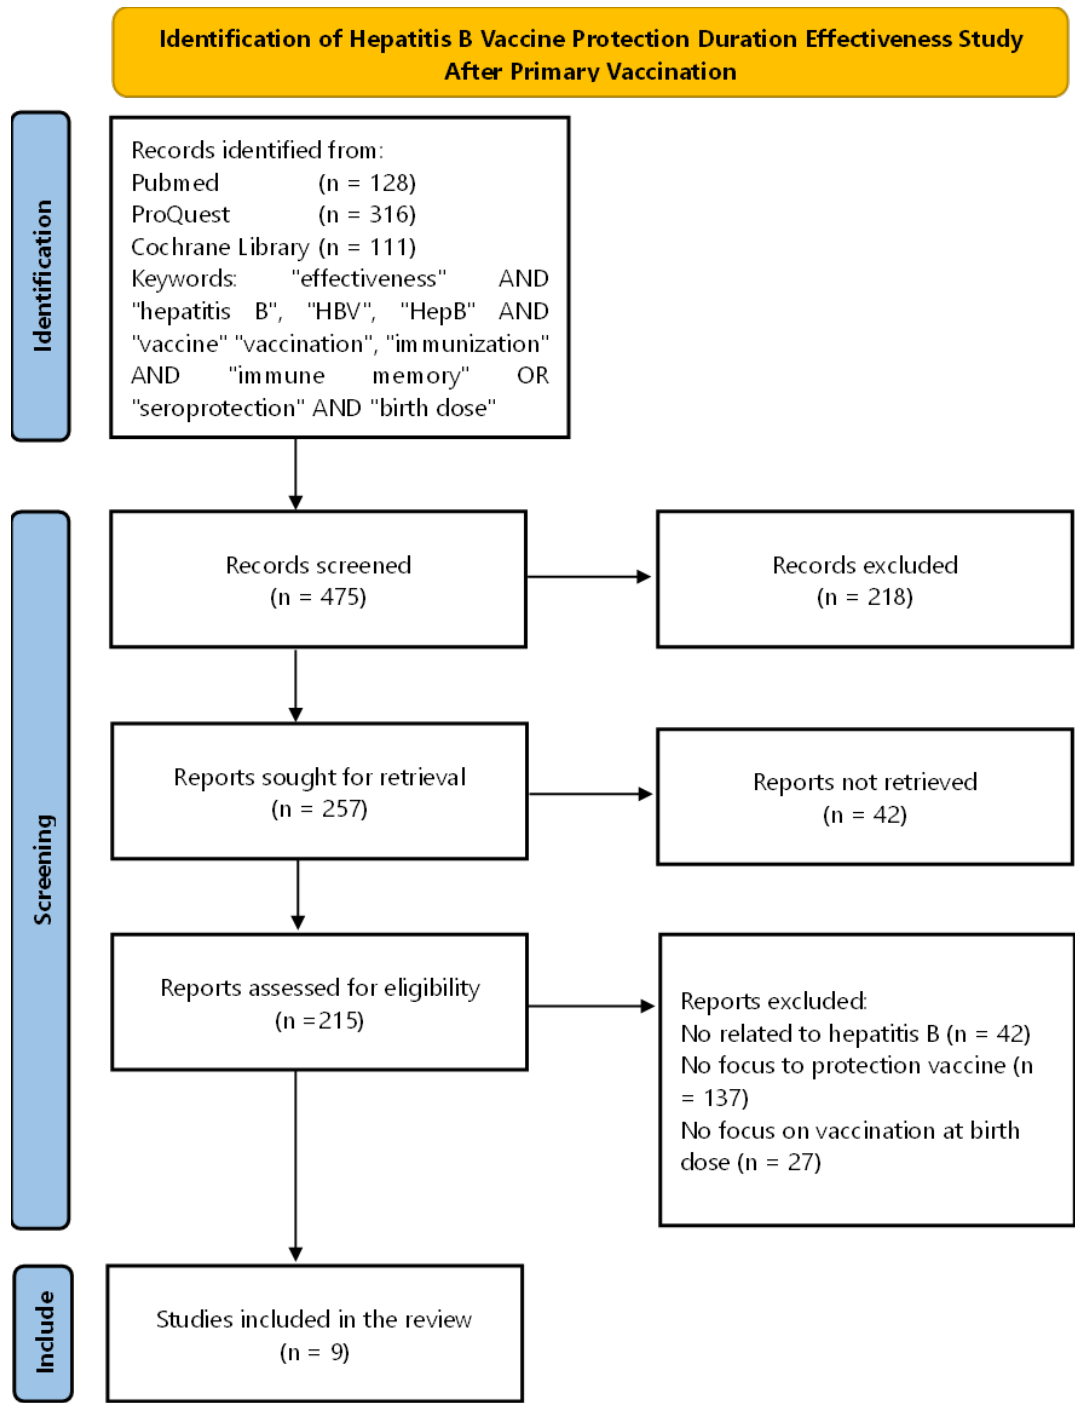 Identification of Hepatitis B Vaccine Protection Duration Effectiveness Study
After Primary Vaccination
Identification
Records identified from:
Pubmed (n = 128)
ProQuest (n = 316)
Cochrane Library (n = 111)
Keywords: "effectiveness" AND
"hepatitis B", "HBV", "HepB" AND
"vaccine" "vaccination", "immunization"
AND "immune memory" OR
"seroprotection" AND "birth dose"
Screening
Records screened
(n = 475)
Records excluded
(n = 218)
Reports sought for retrieval
(n = 257)
Reports not retrieved
(n = 42)
Reports assessed for eligibility
(n =215)
Reports excluded:
No related to hepatitis B (n = 42)
No focus to protection vaccine (n
= 137)
No focus on vaccination at birth
dose (n = 27)
Include
Studies included in the review
(n = 9)